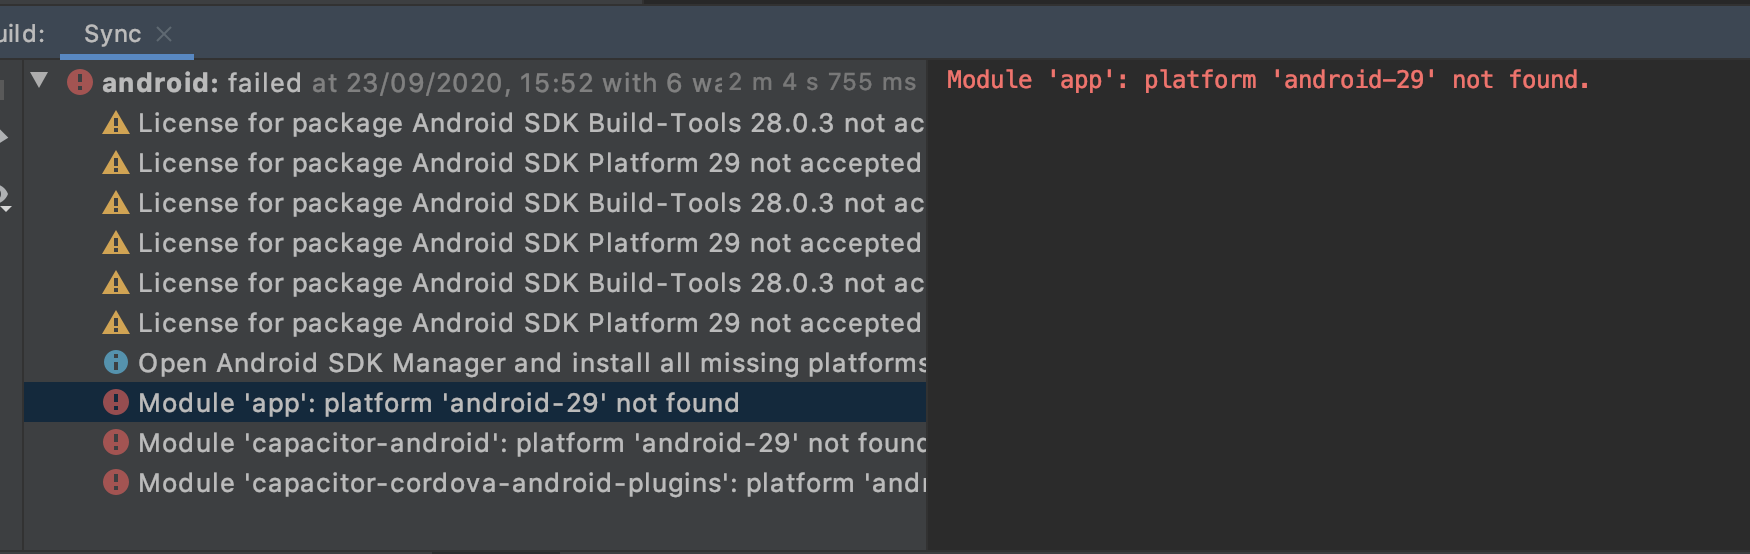 uild: Sync
android: failed at 23/09/2020, 15:52 with 6 wa 2 m 4 s 755 ms
License for package Android SDK Build-Tools 28.0.3 not ac
License for package Android SDK Platform 29 not accepted
License for package Android SDK Build-Tools 28.0.3 not ac
License for package Android SDK Platform 29 not accepted
License for package Android SDK Build-Tools 28.0.3 not ac
License for package Android SDK Platform 29 not accepted
Open Android SDK Manager and install all missing platforms
Module 'app': platform 'android-29' not found
Module 'capacitor-android': platform 'android-29' not found
Module 'capacitor-cordova-android-plugins': platform 'andr
Module 'app': platform 'android-29' not found.